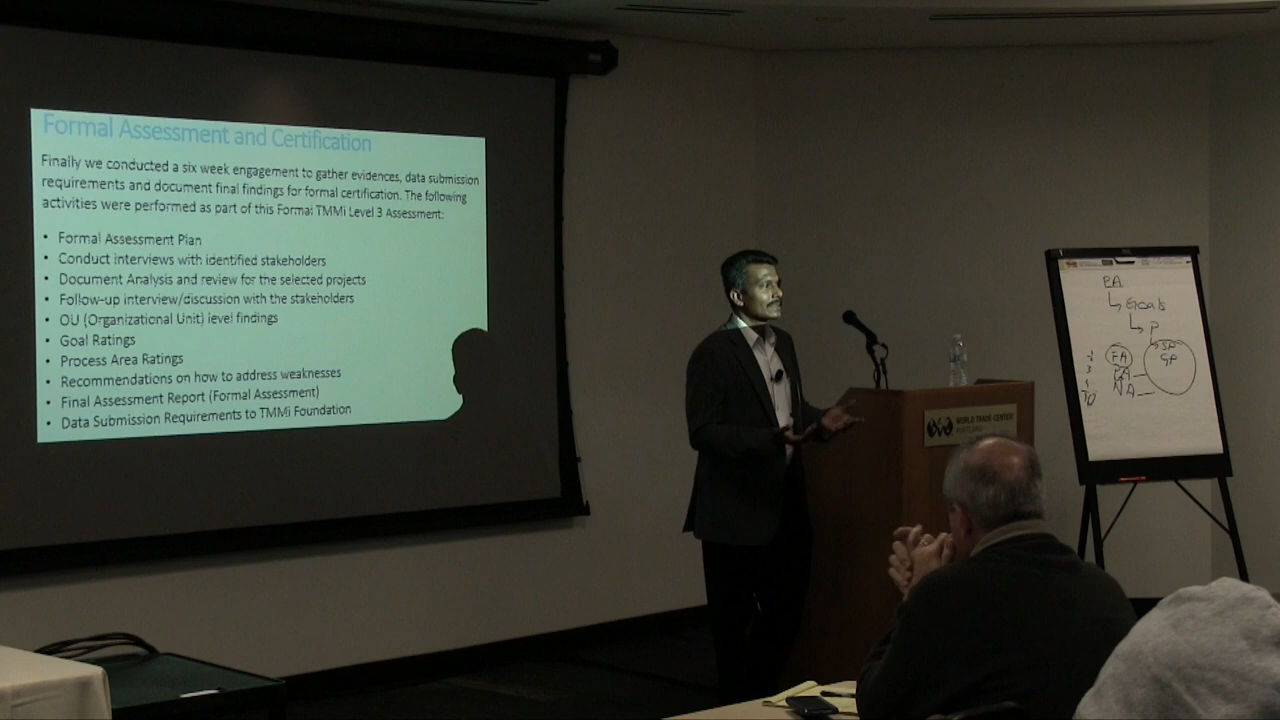 Formal Assessment and Certification
Finally we conducted a six week engagement to gather evidences, data submission
requirements and document final findings for formal certification. The following
activities were performed as part of this Formal TMMi Level 3 Assessment:
• Formal Assessment Plan
• Conduct interviews with identified stakeholders
• Document Analysis and review for the selected projects
• Follow-up interview/discussion with the stakeholders
• OU (Organizational Unit) level findings
• Goal Ratings
• Process Area Ratings
• Recommendations on how to address weaknesses
• Final Assessment Report (Formal Assessment)
• Data Submission Requirements to TMMi Foundation
WORLD TRADE CENTER
PORTLAND
PA
Goals
P
SP
GP
FA
PA
NA